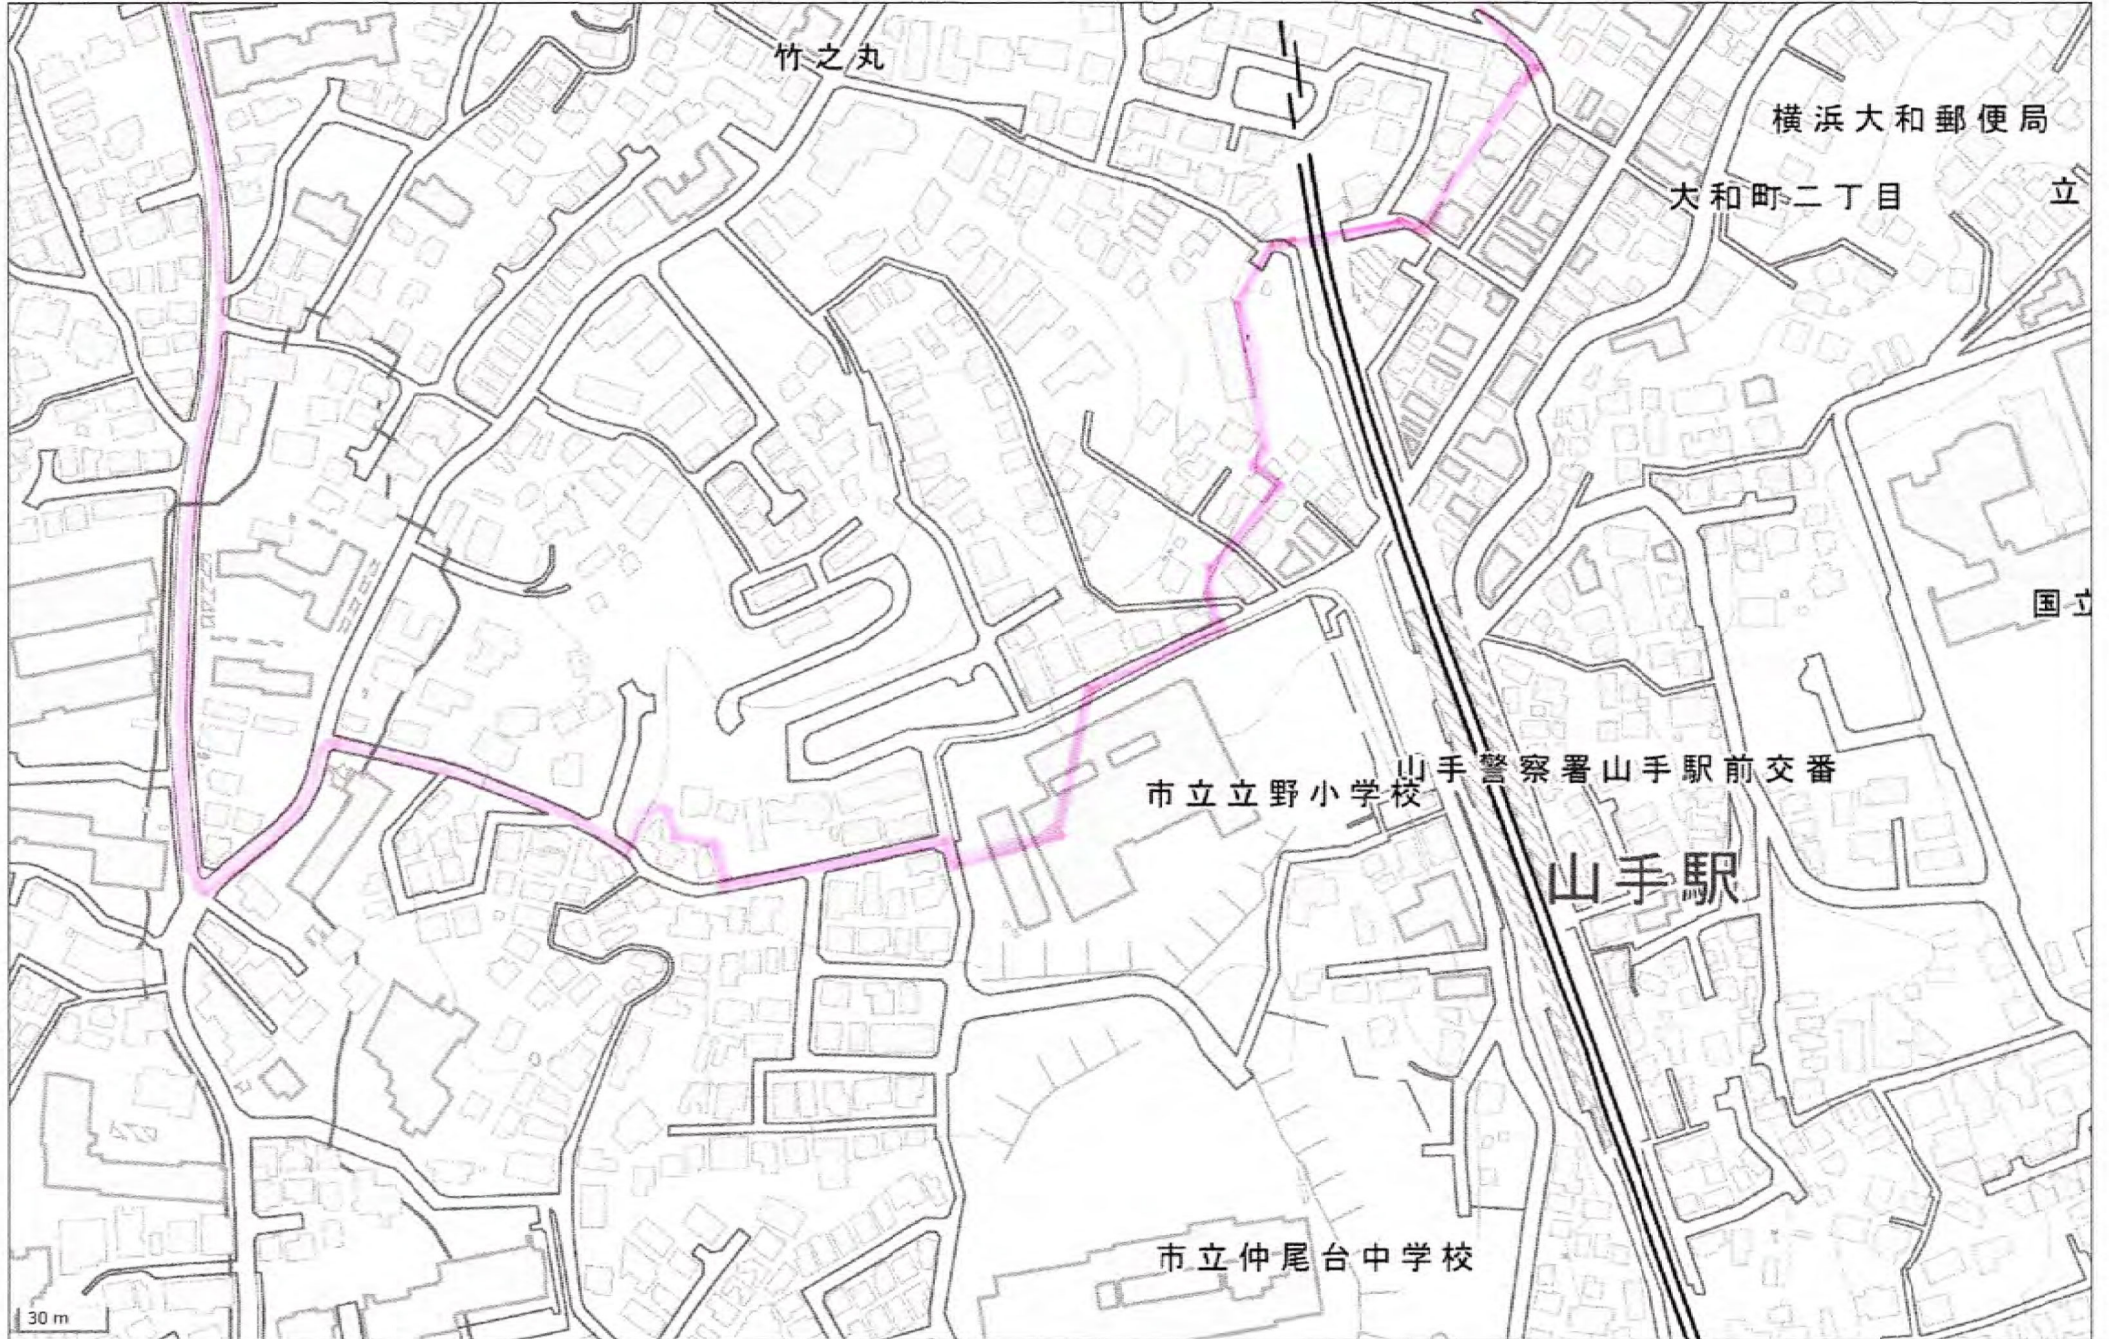 竹之丸
横浜大和郵便局
大和町二丁目
立
国立
山手警察署山手駅前交番
市立立野小学校
山手駅
市立仲尾台中学校
30 m